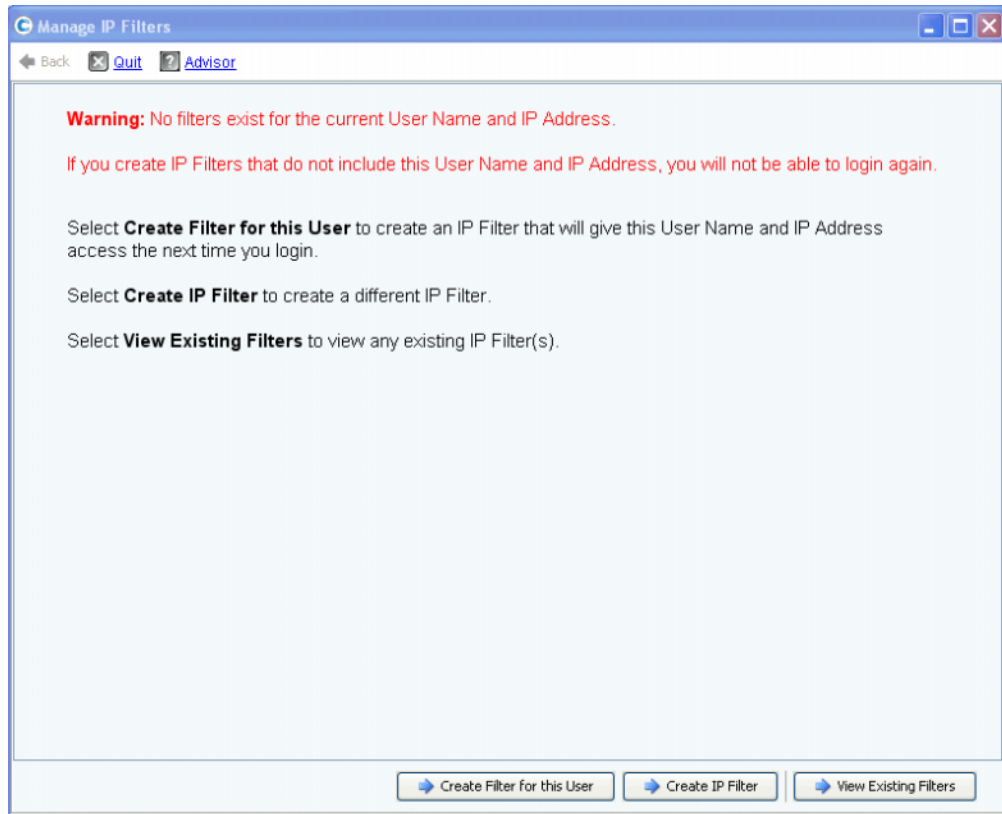 Manage IP Filters
Back Quit Advisor
Warning: No filters exist for the current User Name and IP Address.
If you create IP Filters that do not include this User Name and IP Address, you will not be able to login again.
Select Create Filter for this User to create an IP Filter that will give this User Name and IP Address
access the next time you login.
Select Create IP Filter to create a different IP Filter.
Select View Existing Filters to view any existing IP Filter(s).
Create Filter for this User Create IP Filter View Existing Filters